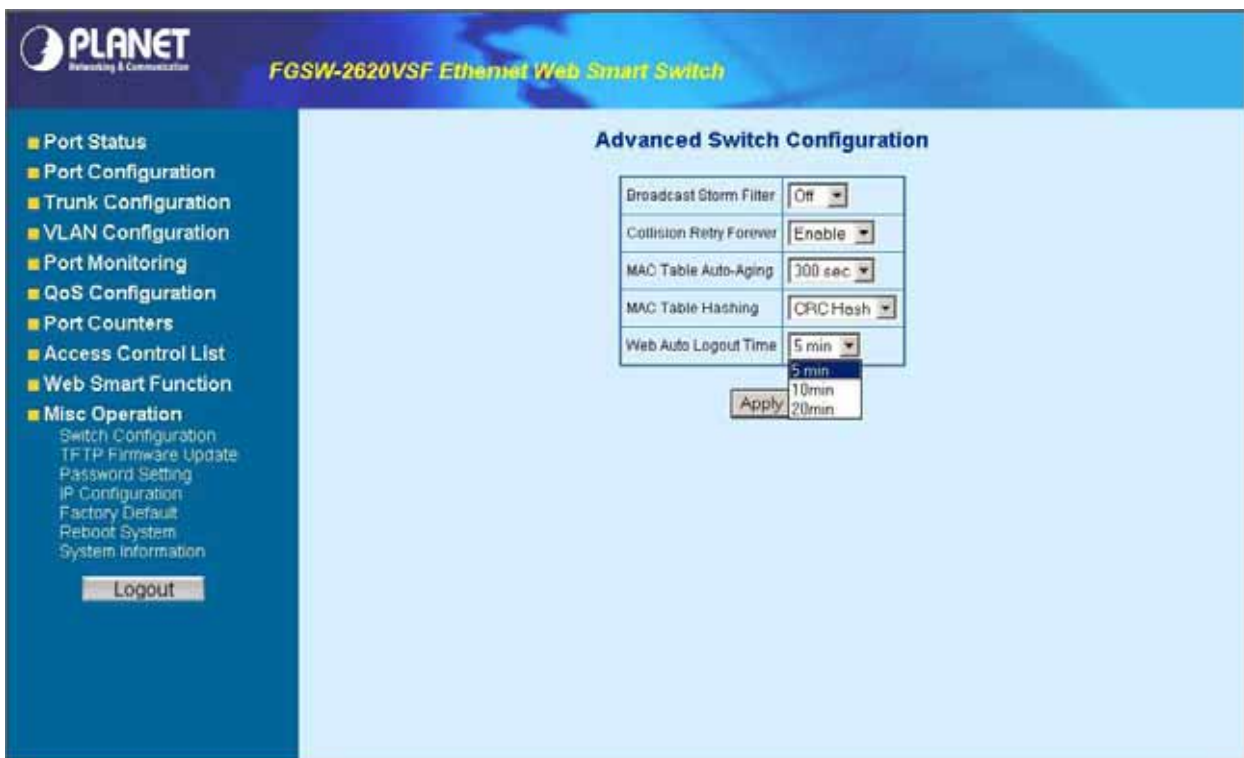 PLANET
Networking & Communication
FGSW-2620VSF Ethernet Web Smart Switch
Port Status
Port Configuration
Trunk Configuration
VLAN Configuration
Port Monitoring
QoS Configuration
Port Counters
Access Control List
Web Smart Function
Misc Operation
Switch Configuration
TFTP Firmware Update
Password Setting
IP Configuration
Factory Default
Reboot System
System Information
Logout
Advanced Switch Configuration
Broadcast Storm Filter Off
Collision Retry Forever Enable
MAC Table Auto-Aging 300 sec
MAC Table Hashing CRC Hash
Web Auto Logout Time 5 min
5 min
10min
20min
Apply